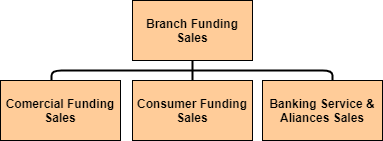 Branch Funding
Sales
Comercial Funding
Sales
Consumer Funding
Sales
Banking Service &
Aliances Sales